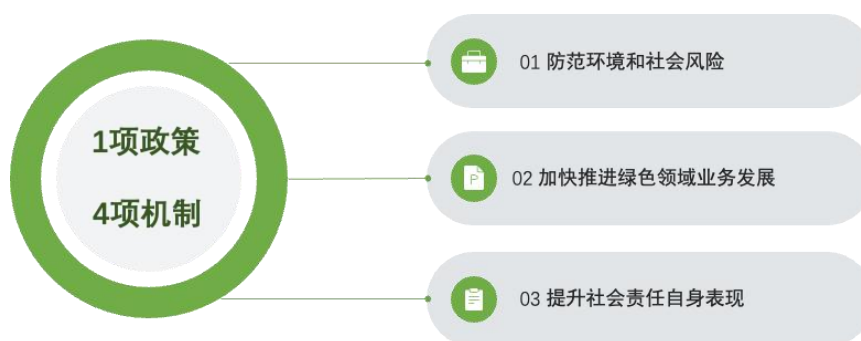 1项政策
4项机制
01 防范环境和社会风险
02 加快推进绿色领域业务发展
03 提升社会责任自身表现